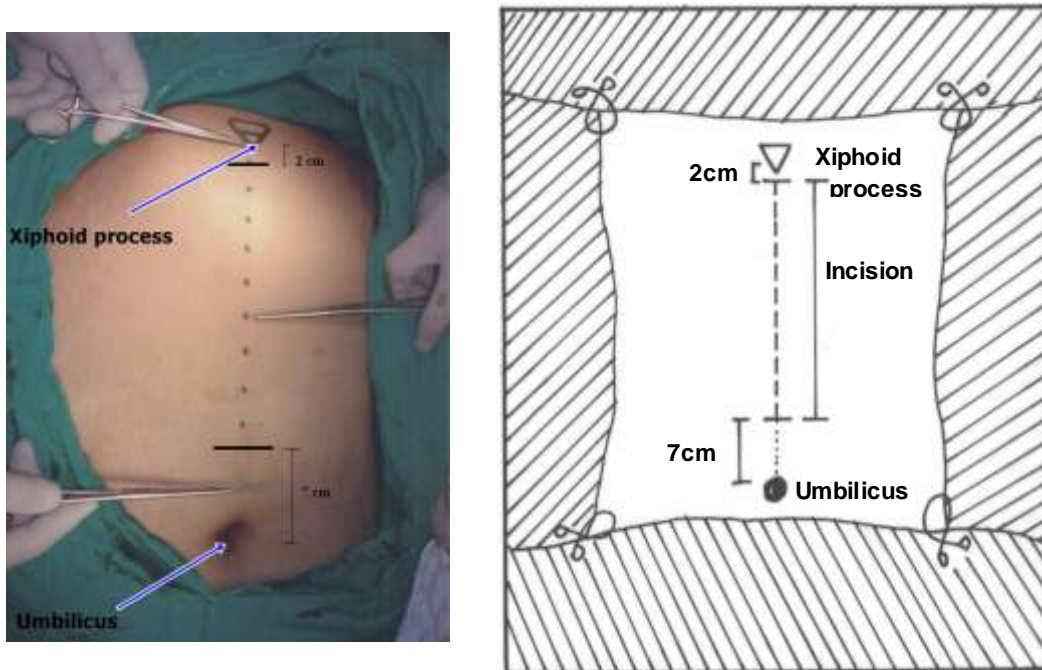 2 cm
Xiphoid process
Umbilicus
Xiphoid
process
2cm
Incision
7cm
Umbilicus